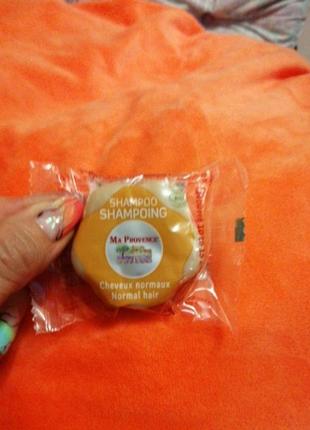 SHAMPOO
SHAMPOING
MA PROVENCE
Cheveux normaux
Normal hair